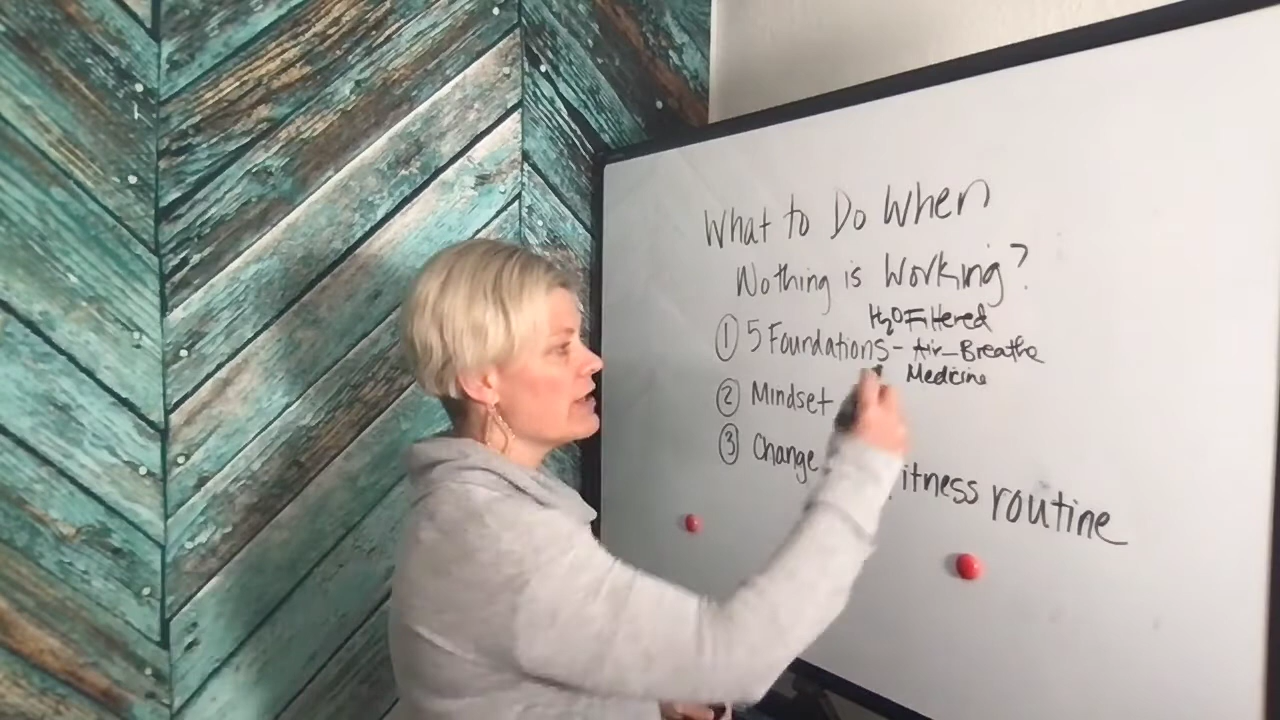 What to Do When
Nothing is Working?
① 5 Foundations - H₂O Filtered
Air - Breathe
Medicine
② Mindset
③ Change itness routine